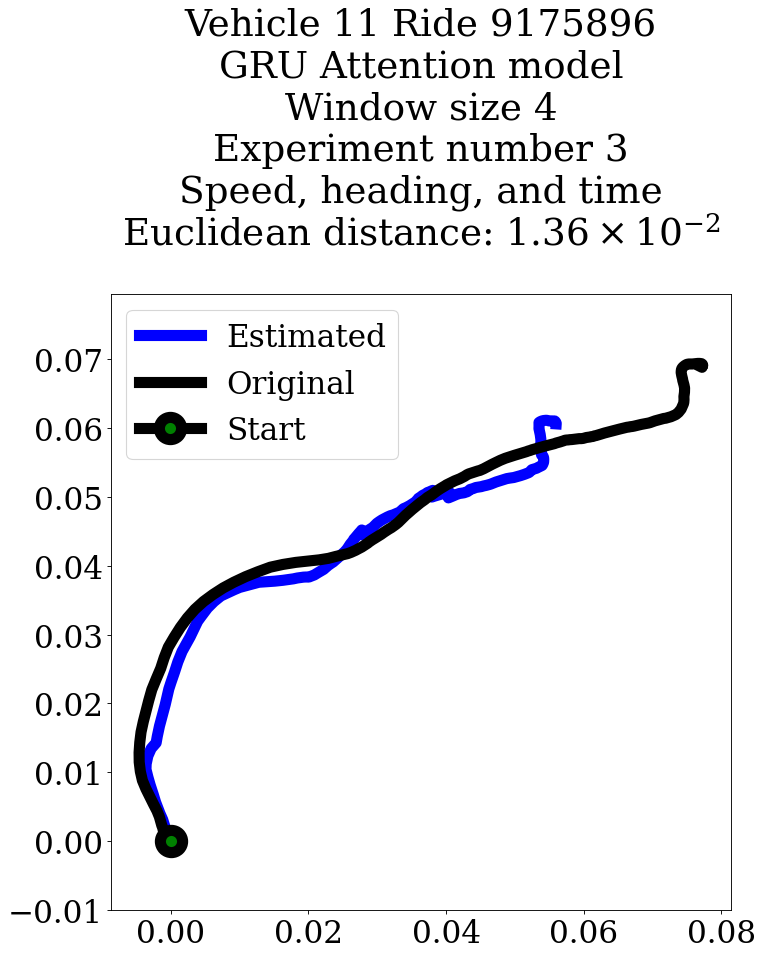 Vehicle 11 Ride 9175896
GRU Attention model
Window size 4
Experiment number 3
Speed, heading, and time
Euclidean distance: 1.36 × 10⁻²
Estimated
Original
Start
0.07
0.06
0.05
0.04
0.03
0.02
0.01
0.00
−0.01
0.00 0.02 0.04 0.06 0.08